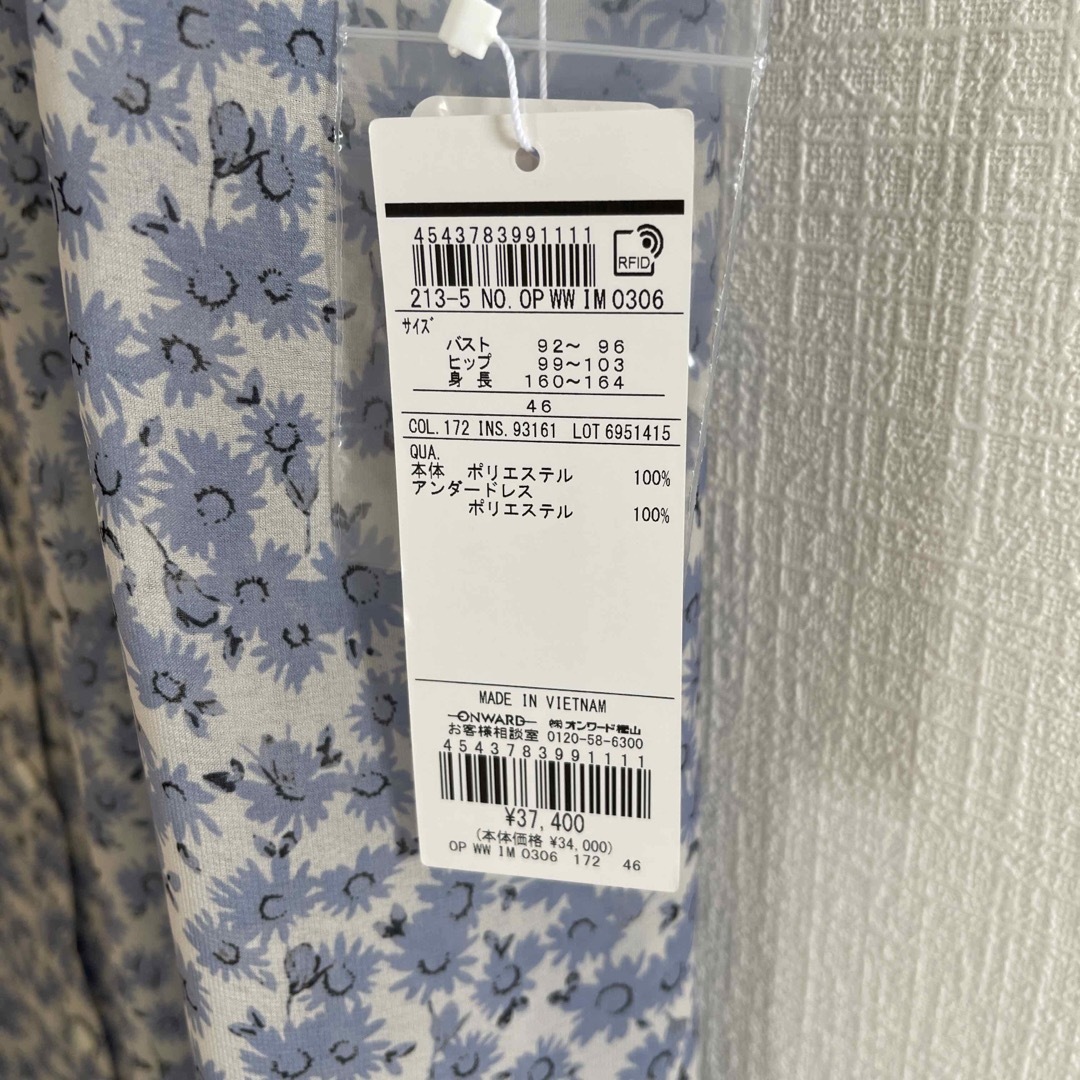 4543783991111
RFID
213-5 NO. OP WW IM 0306
サイズ
バスト 92～ 96
ヒップ 99～103
身 長 160～164
46
COL. 172 INS. 93161 LOT 6951415
QUA.
本体 ポリエステル 100%
アンダードレス
ポリエステル 100%
MADE IN VIETNAM
ONWARD ㈱オンワード樫山
お客様相談室 0120-58-6300
4543783991111
¥37,400
(本体価格 ¥34,000)
OP WW IM 0306 172 46